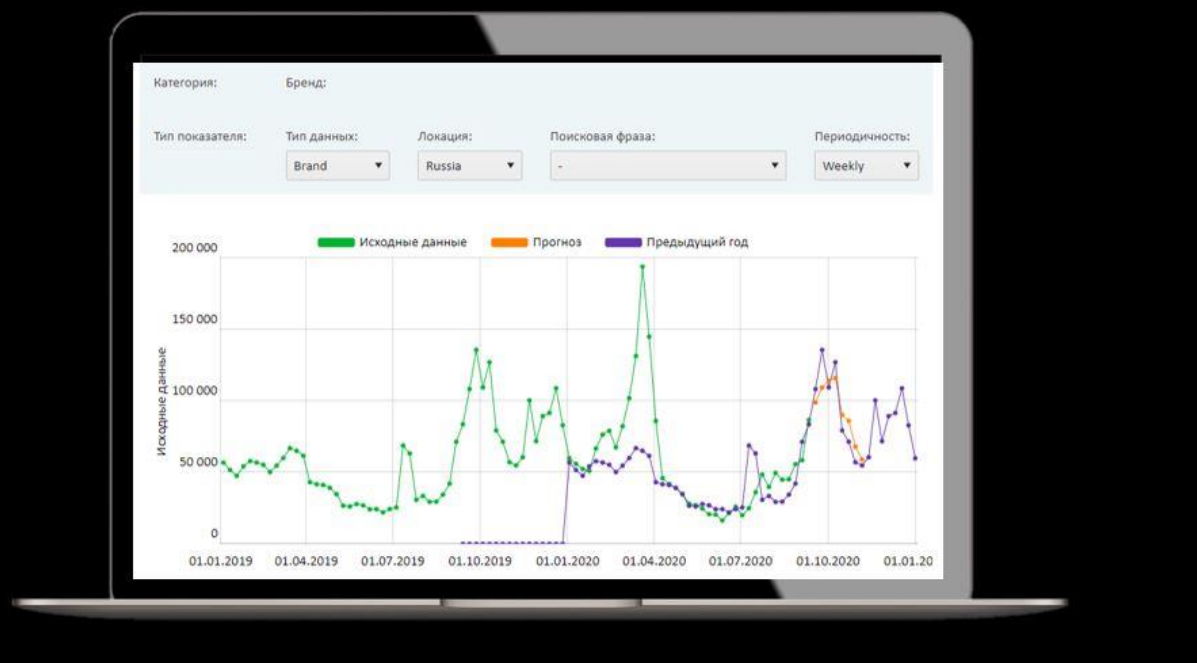 Категория: Бренд:
Тип показателя: Тип данных: Локация: Поисковая фраза: Периодичность:
Brand Russia - Weekly
Исходные данные Прогноз Предыдущий год
200 000
150 000
100 000
50 000
0
Исходные данные
01.01.2019 01.04.2019 01.07.2019 01.10.2019 01.01.2020 01.04.2020 01.07.2020 01.10.2020 01.01.20